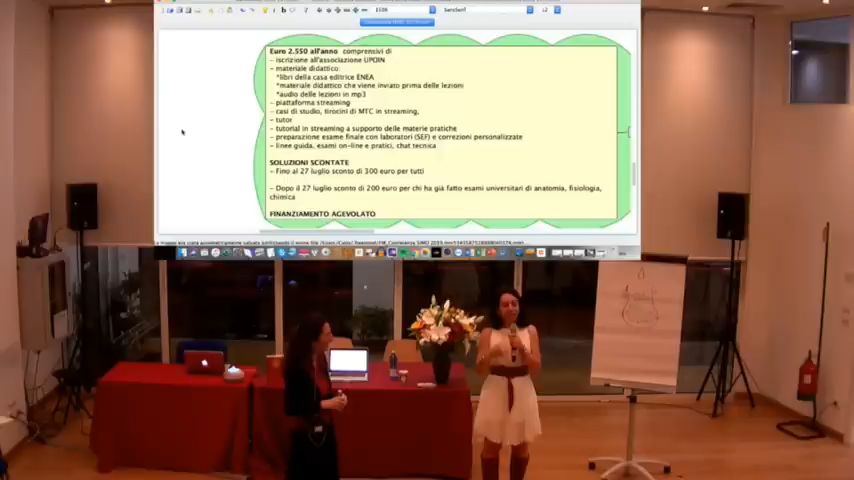 Euro 2.550 all'anno comprensivi di
- iscrizione all'associazione UPOIN
- materiale didattico:
*libri della casa editrice ENEA
*materiale didattico che viene inviato prima delle lezioni
*audio delle lezioni in mp3
- piattaforma streaming
- casi di studio, tirocini di MTC in streaming,
- tutor
- tutorial in streaming a supporto delle materie pratiche
- preparazione esame finale con laboratori (SEF) e correzioni personalizzate
- linee guida, esami on-line e pratici, chat tecnica
SOLUZIONI SCONTATE
- Fino al 27 luglio sconto di 300 euro per tutti
- Dopo il 27 luglio sconto di 200 euro per chi ha già fatto esami universitari di anatomia, fisiologia,
chimica
FINANZIAMENTO AGEVOLATO